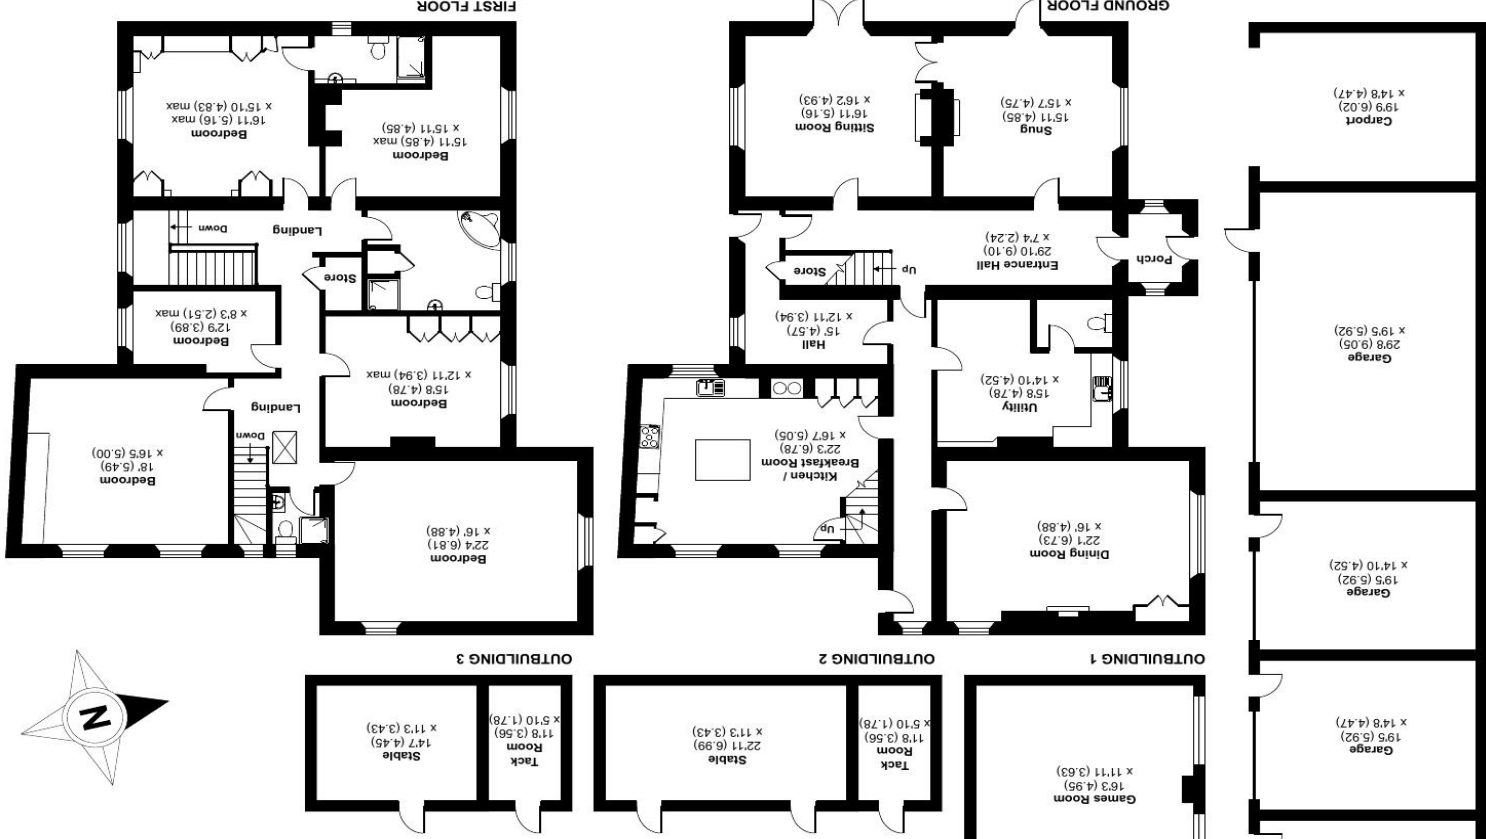 FIRST FLOOR
Bedroom
16'11 (5.16) max
x 15'10 (4.83) max
Bedroom
15'11 (4.85) max
x 15'11 (4.85)
Landing
Down
Store
Bedroom
12'9 (3.89)
x 8'3 (2.51) max
Bedroom
15'8 (4.78)
x 12'11 (3.94) max
Landing
Down
Bedroom
18' (5.49)
x 16'5 (5.00)
Bedroom
22'4 (6.81)
x 16' (4.88)
GROUND FLOOR
Sitting Room
16'11 (5.16)
x 16'2 (4.93)
Snug
15'11 (4.85)
x 15'7 (4.75)
Entrance Hall
29'10 (9.10)
x 7'4 (2.24)
Porch
Up
Store
Hall
15' (4.57)
x 12'11 (3.94)
Utility
15'8 (4.78)
x 14'10 (4.52)
Kitchen /
Breakfast Room
22'3 (6.78)
x 16'7 (5.05)
Up
Dining Room
22'1 (6.73)
x 16' (4.88)
Carport
19'9 (6.02)
x 14'8 (4.47)
Garage
29'8 (9.05)
x 19'5 (5.92)
Garage
19'5 (5.92)
x 14'10 (4.52)
Garage
19'5 (5.92)
x 14'8 (4.47)
OUTBUILDING 1
Games Room
16'3 (4.95)
x 11'11 (3.63)
OUTBUILDING 2
Tack
Room
11'8 (3.56)
x 5'10 (1.78)
Stable
22'11 (6.99)
x 11'3 (3.43)
OUTBUILDING 3
Tack
Room
11'8 (3.56)
x 5'10 (1.78)
Stable
14'7 (4.45)
x 11'3 (3.43)
N